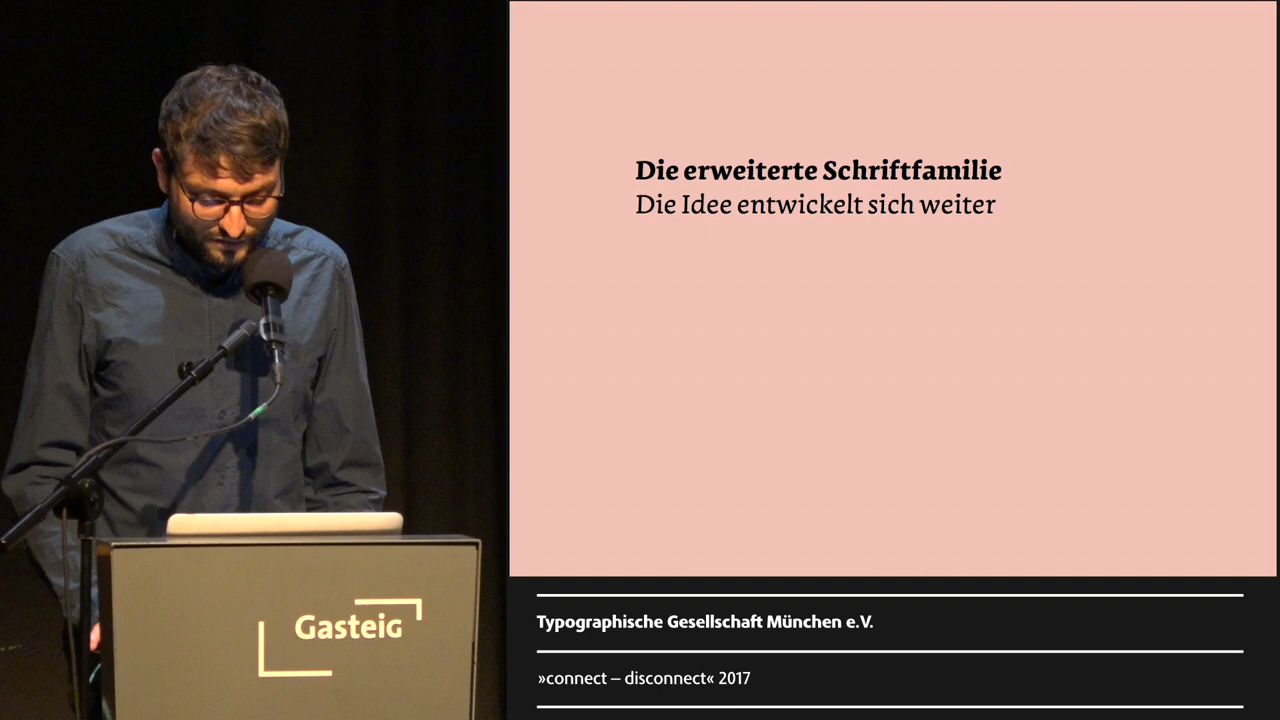 Die erweiterte Schriftfamilie
Die Idee entwickelt sich weiter
Gasteig
Typographische Gesellschaft München e.V.
»connect – disconnect« 2017